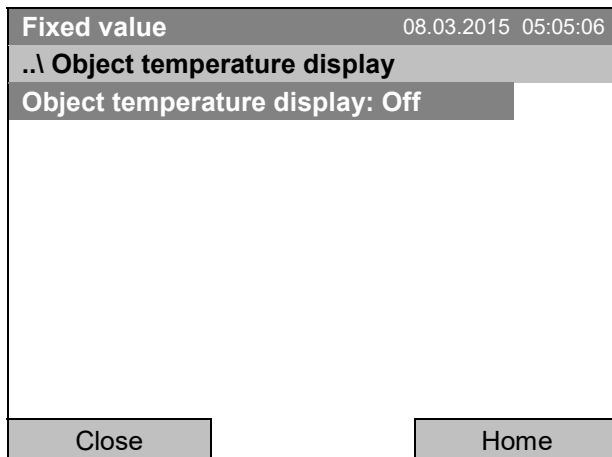 Fixed value 08.03.2015 05:05:06
..\ Object temperature display
Object temperature display: Off
Close Home